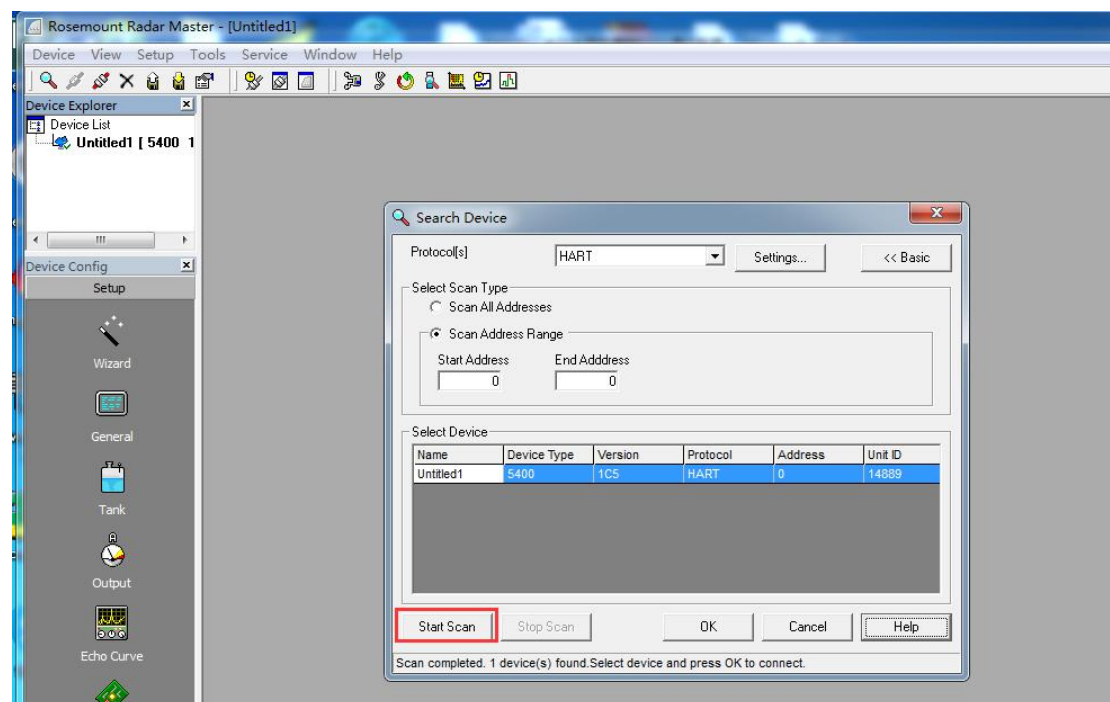 Rosemount Radar Master - [Untitled1]
Device View Setup Tools Service Window Help
Device Explorer
Device List
Untitled1 [ 5400 1
Device Config
Setup
Wizard
General
Tank
Output
Echo Curve
Search Device
Protocol[s] HART Settings... << Basic
Select Scan Type
Scan All Addresses
Scan Address Range
Start Address End Adddress
0 0
Select Device
Name Device Type Version Protocol Address Unit ID
Untitled1 5400 1C5 HART 0 14889
Start Scan Stop Scan OK Cancel Help
Scan completed. 1 device(s) found.Select device and press OK to connect.